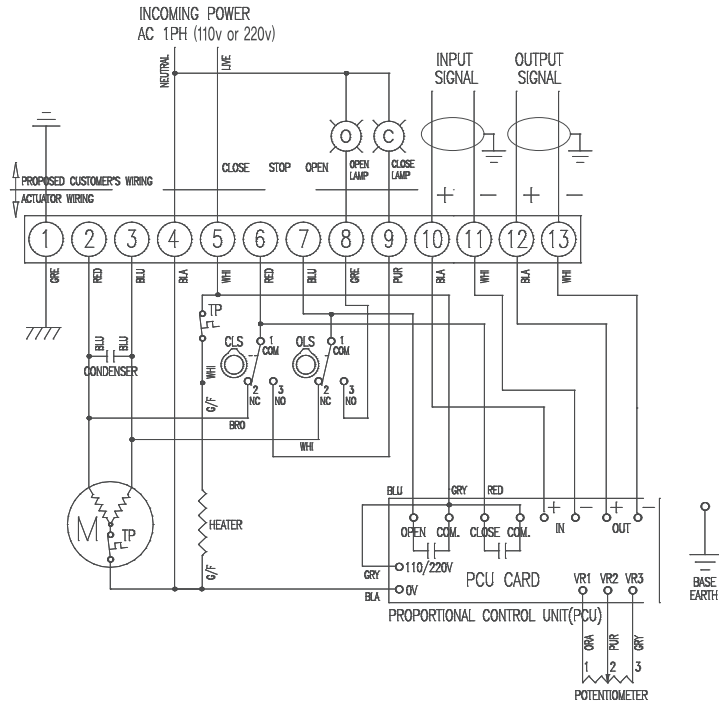 INCOMING POWER
AC 1PH (110v or 220v)
NEUTRAL
LIVE
INPUT
SIGNAL
OUTPUT
SIGNAL
O
C
CLOSE STOP OPEN
OPEN
LAMP
CLOSE
LAMP
PROPOSED CUSTOMER'S WIRING
ACTUATOR WIRING
+ − + −
1 2 3 4 5 6 7 8 9 10 11 12 13
GRE RED BLU BLA WHI RED BLU GRE PUR BLA WHI BLA WHI
TP
BLU BLU
CONDENSER
CLS
1
COM
OLS
1
COM
WHI
2
NC
3
NO
2
NC
3
NO
G/F
BRO
WHI
M
TP
HEATER
G/F
BLU GRY RED
+ − + −
OPEN COM. CLOSE COM. IN OUT
110/220V
GRY
PCU CARD
VR1 VR2 VR3
BLA
0V
BASE
EARTH
PROPORTIONAL CONTROL UNIT(PCU)
ORA PUR GRY
1 2 3
POTENTIOMETER